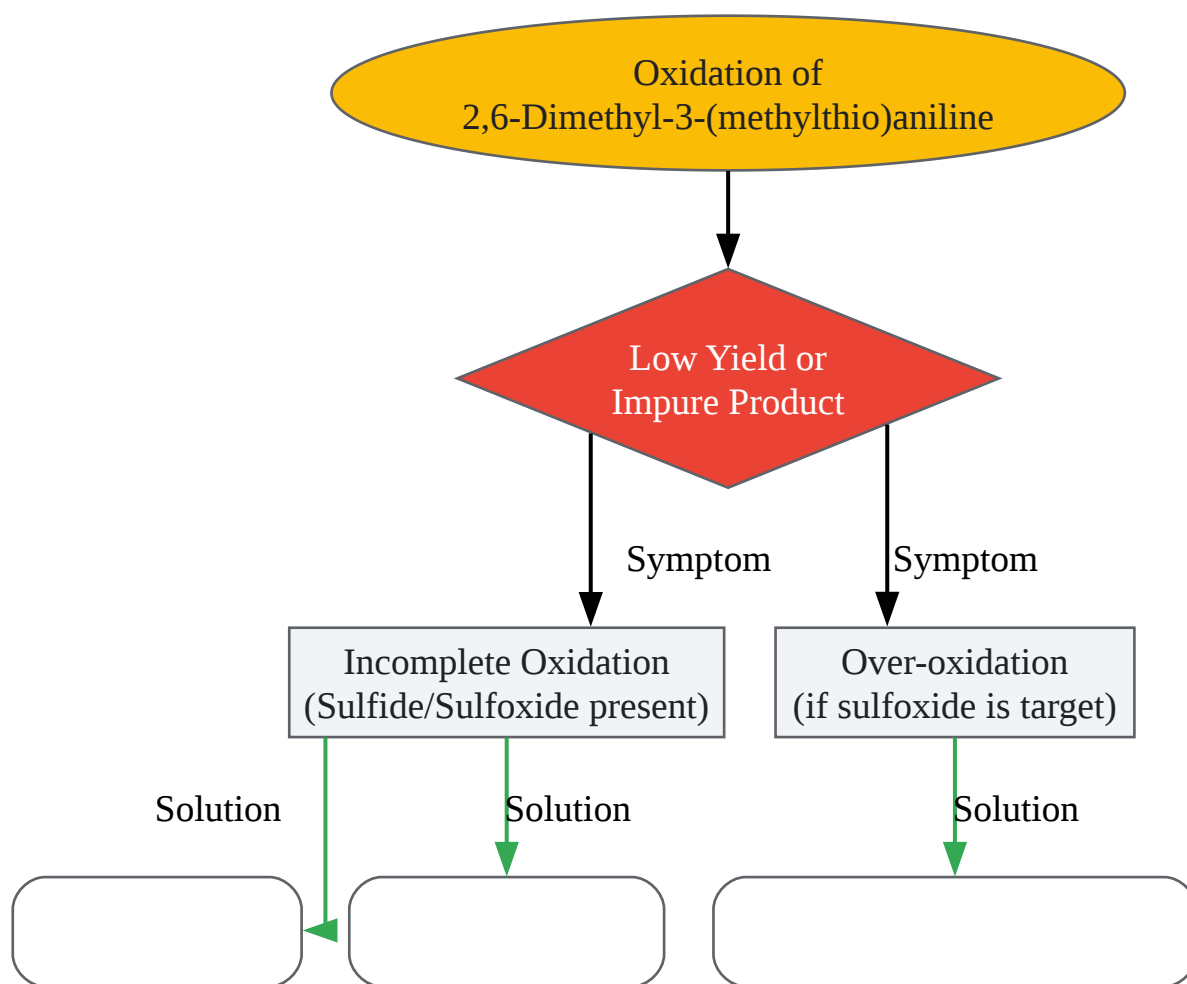 Oxidation of
2,6-Dimethyl-3-(methylthio)aniline
Low Yield or
Impure Product
Symptom
Symptom
Incomplete Oxidation
(Sulfide/Sulfoxide present)
Over-oxidation
(if sulfoxide is target)
Solution
Solution
Solution